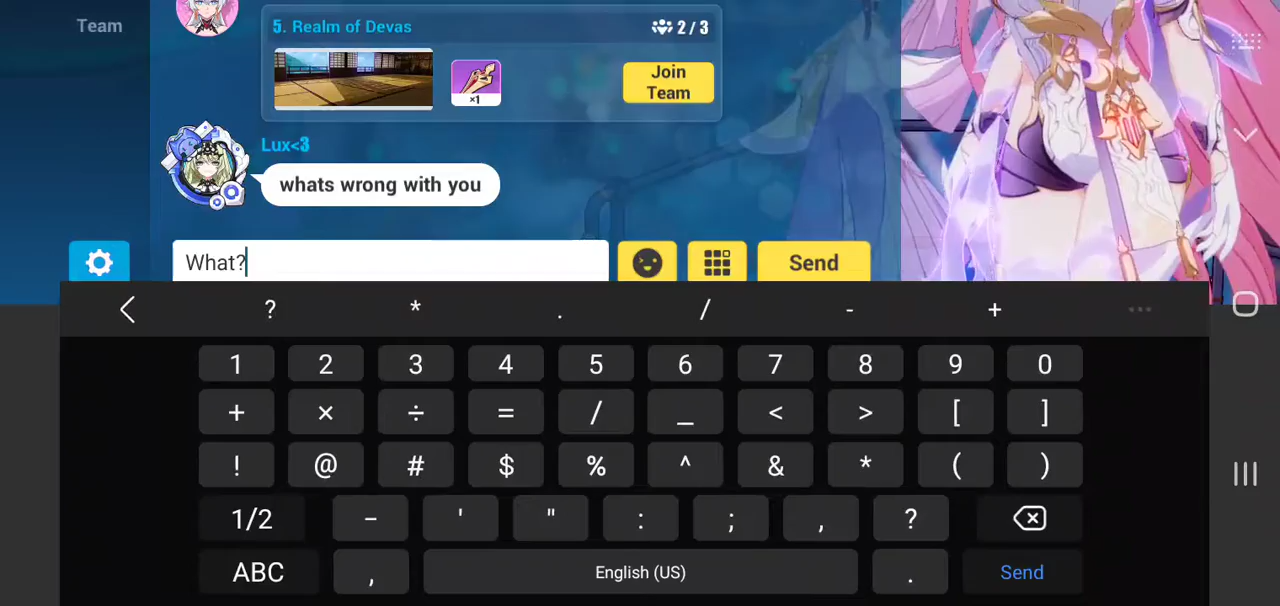 Team
5. Realm of Devas
2 / 3
×1
Join
Team
Lux<3
whats wrong with you
What?
Send
? * . / - +
1 2 3 4 5 6 7 8 9 0
+ × ÷ = / _ < > [ ]
! @ # $ % ^ & * ( )
1/2 - ' " : ; , ?
ABC , English (US) . Send